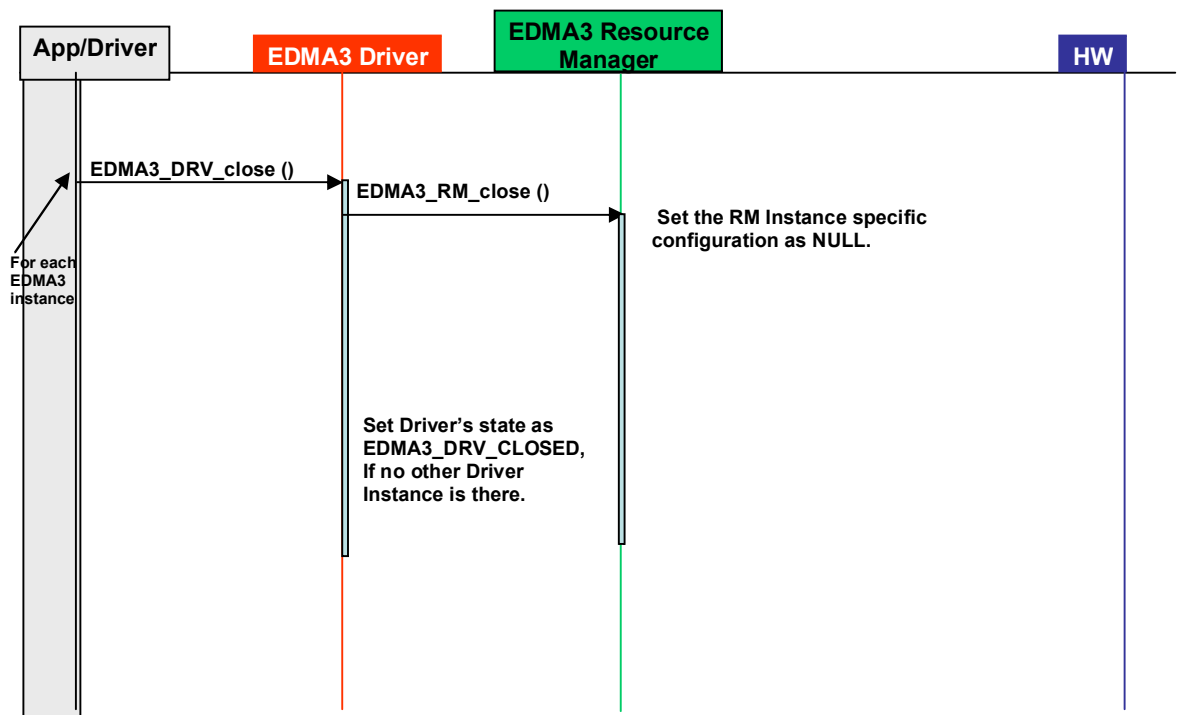 App/Driver
EDMA3 Driver
EDMA3 Resource
Manager
HW
EDMA3_DRV_close ()
EDMA3_RM_close ()
Set the RM Instance specific
configuration as NULL.
For each
EDMA3
instance
Set Driver's state as
EDMA3_DRV_CLOSED,
If no other Driver
Instance is there.